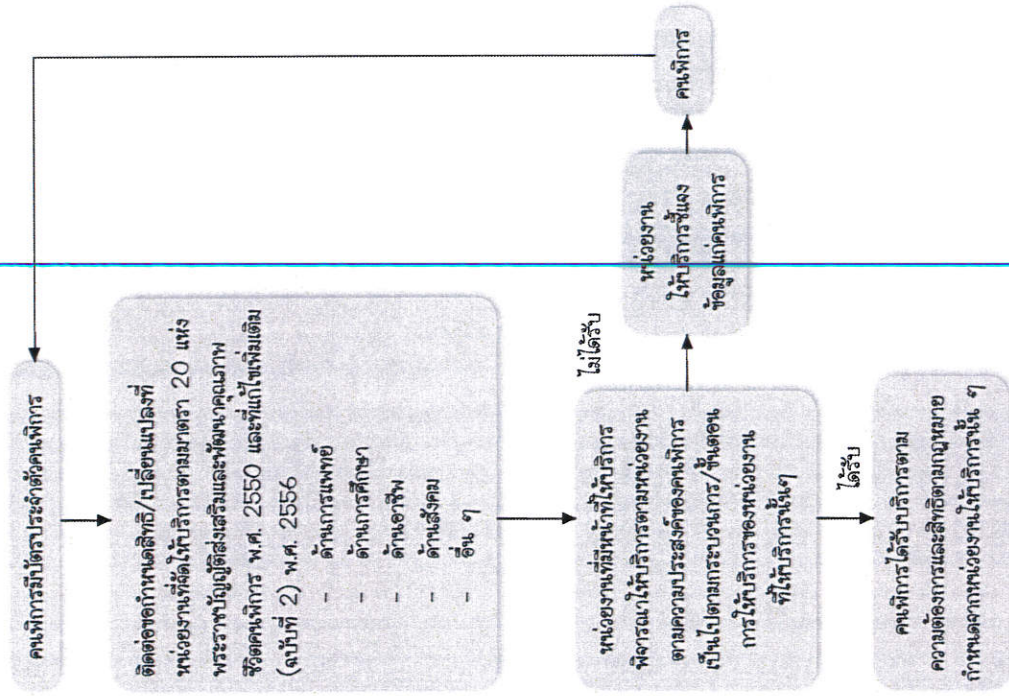 คนพิการมีบัตรประจำตัวคนพิการ
ติดต่อขอกำหนดสิทธิ/เปลี่ยนแปลงที่
หน่วยงานที่จัดให้บริการตามมาตรา 20 แห่ง
พระราชบัญญัติส่งเสริมและพัฒนาคุณภาพ
ชีวิตคนพิการ พ.ศ. 2550 และที่แก้ไขเพิ่มเติม
(ฉบับที่ 2) พ.ศ. 2556
- ด้านการแพทย์
- ด้านการศึกษา
- ด้านอาชีพ
- ด้านสังคม
- อื่น ๆ
หน่วยงานที่มีหน้าที่ให้บริการ
พิจารณาให้บริการตามหน่วยงาน
ตามความประสงค์ของคนพิการ
เป็นไปตามกระบวนการ/ขั้นตอน
การให้บริการของหน่วยงาน
ที่ให้บริการนั้นๆ
ไม่ได้รับ
หน่วยงาน
ให้บริการชี้แจง
ข้อมูลแก่คนพิการ
คนพิการ
ได้รับ
คนพิการได้รับบริการตาม
ความต้องการและสิทธิตามกฎหมาย
กำหนดจากหน่วยงานให้บริการนั้น ๆ